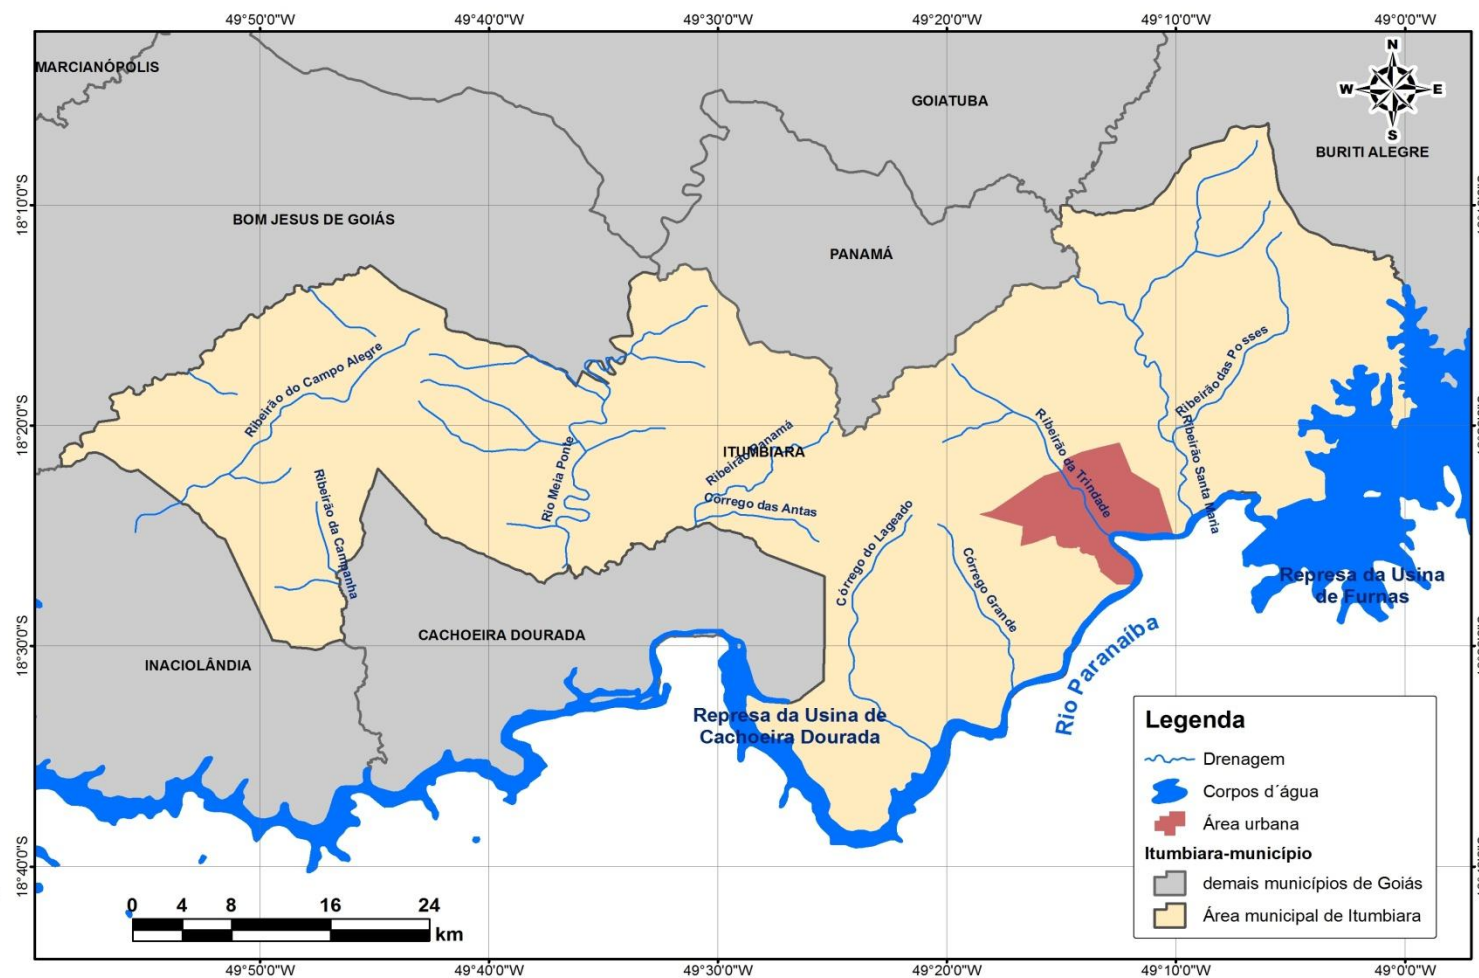 49°50'0"W
49°40'0"W
49°30'0"W
49°20'0"W
49°10'0"W
49°0'0"W
MARCIANÓPOLIS
GOIATUBA
N
W
E
S
BURITI ALEGRE
18°10'0"S
BOM JESUS DE GOIÁS
PANAMÁ
Ribeirão do Campo Alegre
Ribeirão das Posses
18°20'0"S
Rio Meia Ponte
Ribeirão Panamá
ITUMBIARA
Ribeirão da Trindade
Ribeirão Santa Maria
Ribeirão da Campanha
Córrego das Antas
Córrego do Lageado
Córrego Grande
Represa da Usina
de Furnas
CACHOEIRA DOURADA
INACIOLÂNDIA
18°30'0"S
Rio Paranaíba
Represa da Usina de
Cachoeira Dourada
Legenda
Drenagem
Corpos d´água
Área urbana
Itumbiara-município
demais municípios de Goiás
Área municipal de Itumbiara
18°40'0"S
0 4 8 16 24
km
49°50'0"W
49°40'0"W
49°30'0"W
49°20'0"W
49°10'0"W
49°0'0"W